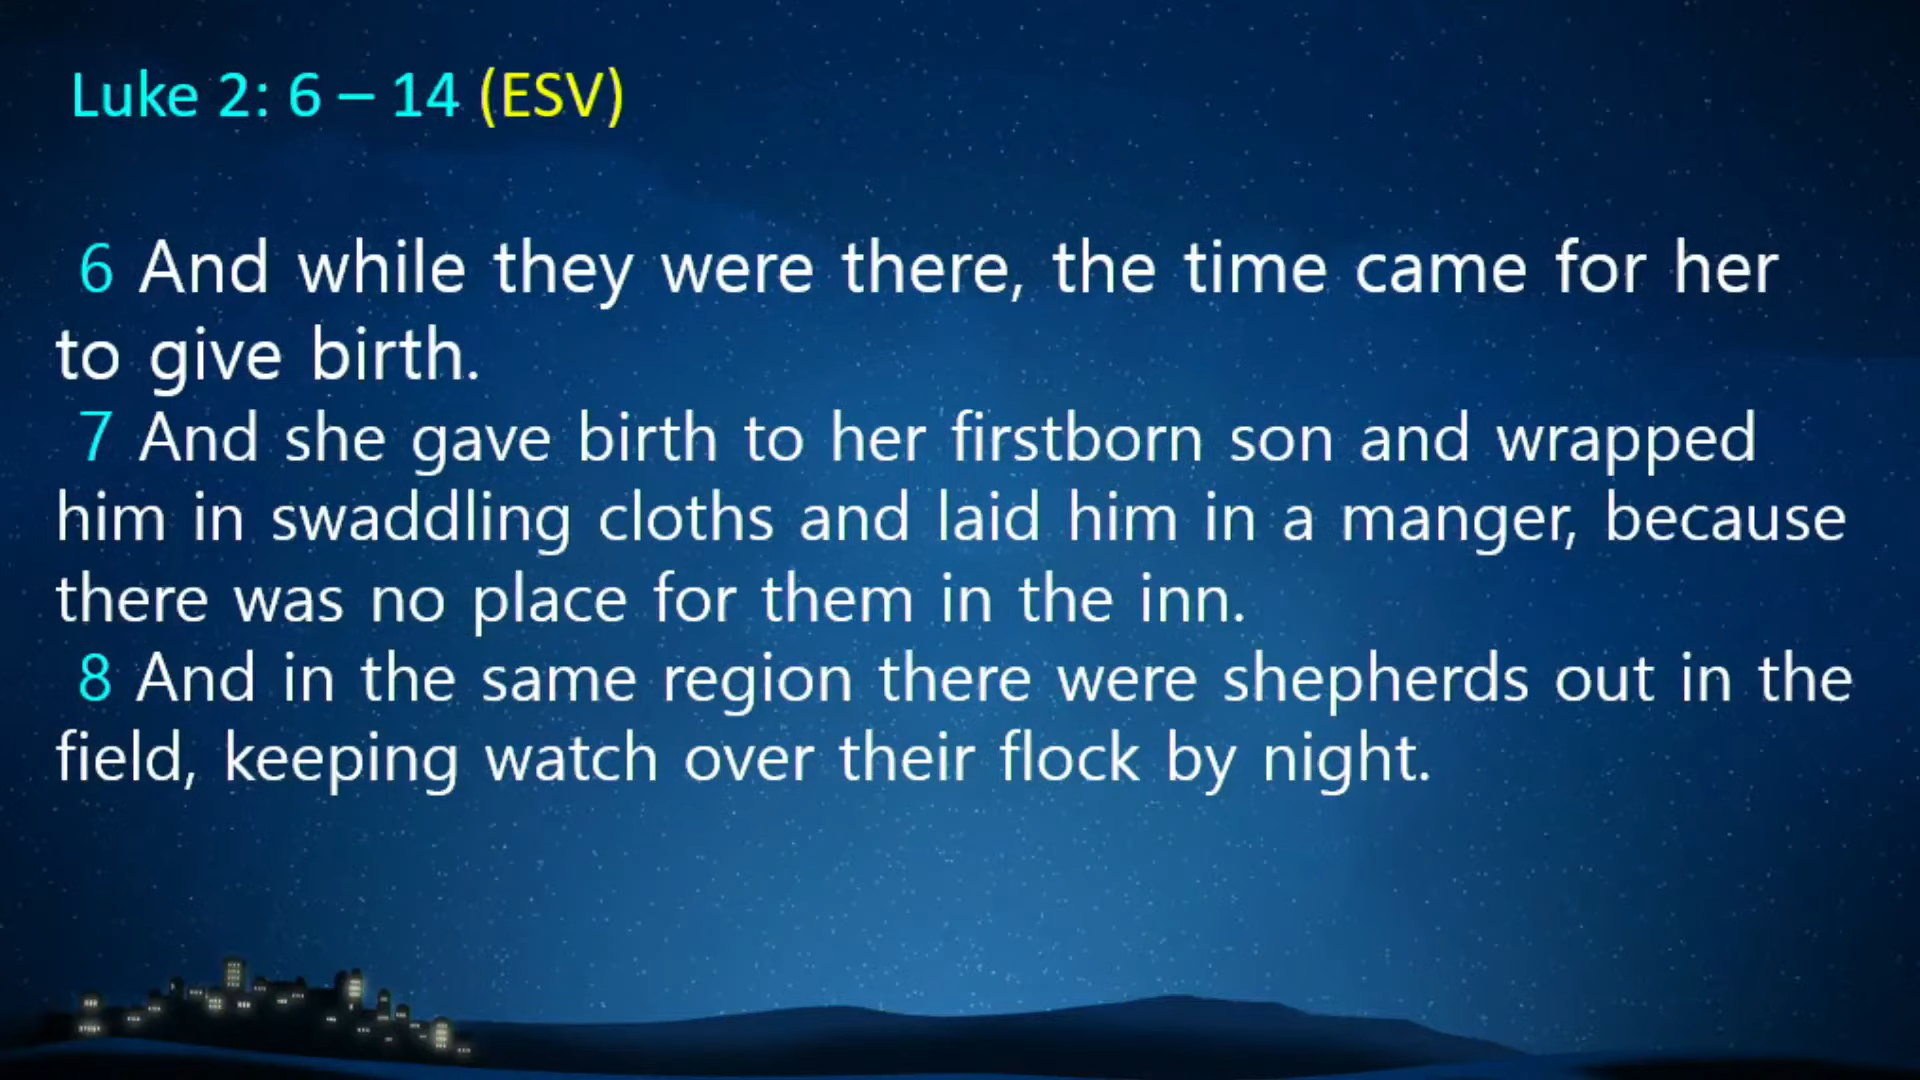 Luke 2: 6 – 14 (ESV)
6 And while they were there, the time came for her
to give birth.
7 And she gave birth to her firstborn son and wrapped
him in swaddling cloths and laid him in a manger, because
there was no place for them in the inn.
8 And in the same region there were shepherds out in the
field, keeping watch over their flock by night.